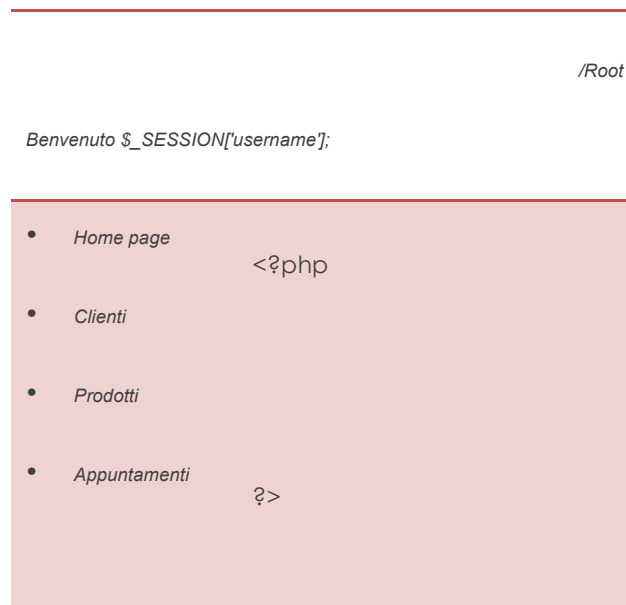 /Root
Benvenuto $_SESSION['username'];
• Home page
<?php
• Clienti
• Prodotti
• Appuntamenti
?>